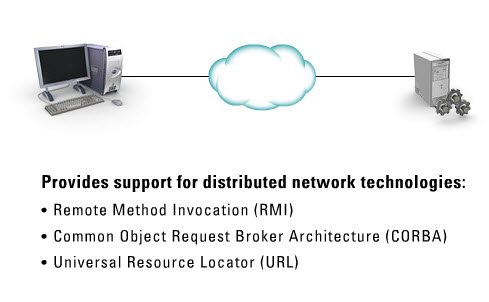 Provides support for distributed network technologies:
• Remote Method Invocation (RMI)
• Common Object Request Broker Architecture (CORBA)
• Universal Resource Locator (URL)